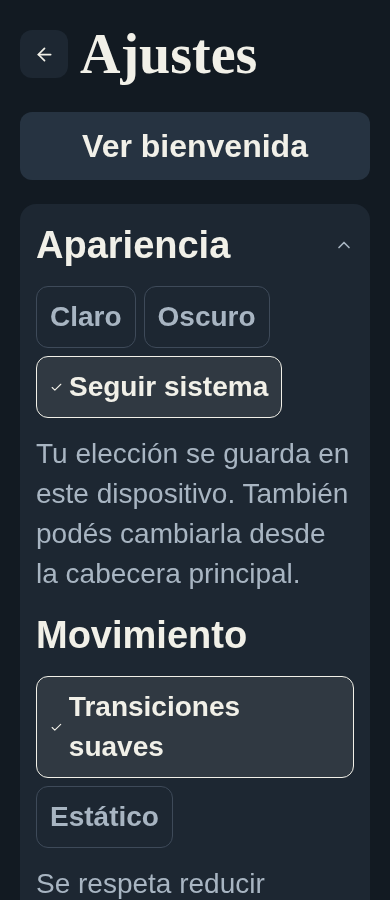 Ajustes
Ver bienvenida
Apariencia
Claro Oscuro
Seguir sistema
Tu elección se guarda en
este dispositivo. También
podés cambiarla desde
la cabecera principal.
Movimiento
Transiciones
suaves
Estático
Se respeta reducir